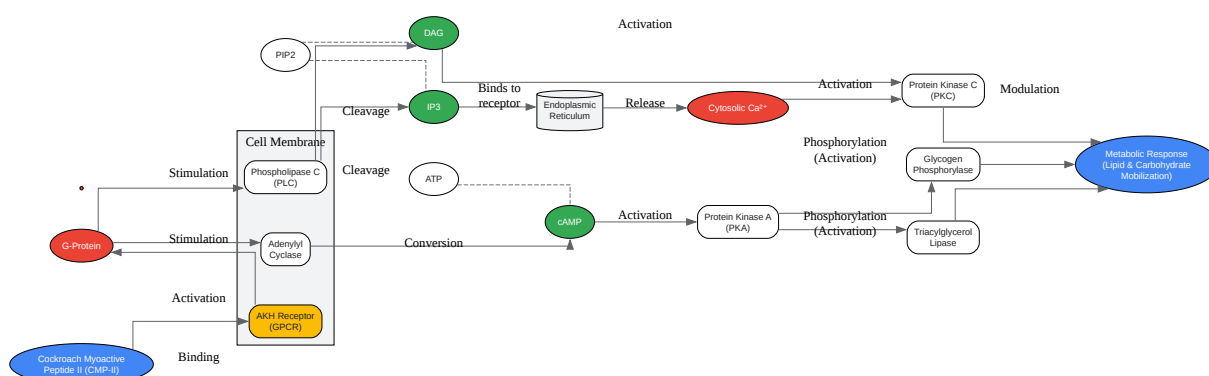 DAG
Activation
PIP2
Binds to
receptor
Activation
Protein Kinase C
(PKC)
Modulation
Cleavage
IP3
Endoplasmic
Reticulum
Release
Cytosolic Ca²⁺
Cell Membrane
Phosphorylation
(Activation)
Metabolic Response
(Lipid & Carbohydrate
Mobilization)
Stimulation
Phospholipase C
(PLC)
Cleavage
ATP
Glycogen
Phosphorylase
G-Protein
Stimulation
Adenylyl
Cyclase
Conversion
cAMP
Activation
Protein Kinase A
(PKA)
Phosphorylation
(Activation)
Triacylglycerol
Lipase
Activation
AKH Receptor
(GPCR)
Cockroach Myoactive
Peptide II (CMP-II)
Binding